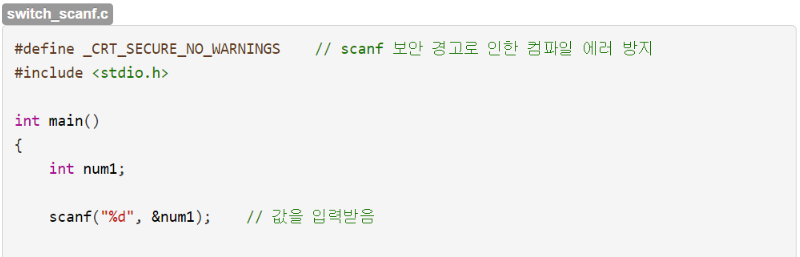 switch_scanf.c
#define _CRT_SECURE_NO_WARNINGS    // scanf 보안 경고로 인한 컴파일 에러 방지
#include <stdio.h>
int main()
{
    int num1;
    scanf("%d", &num1);    // 값을 입력받음